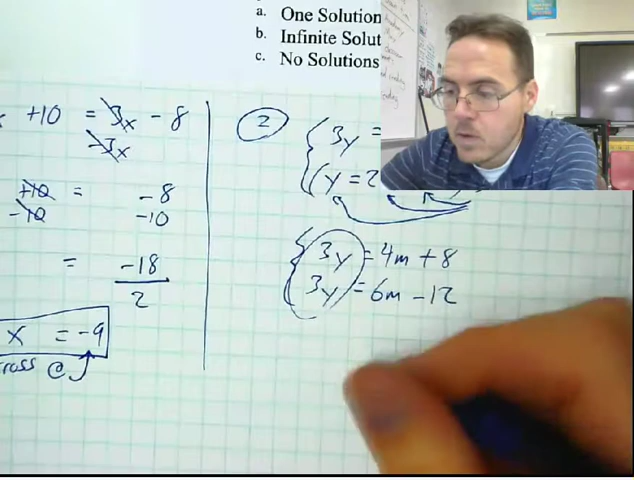 a. One Solution
b. Infinite Solut
c. No Solutions
+10 = 3x - 8
-3x
+10 = -8
-10 -10
= -18
2
x = -9
ross @
2
3y =
(y = 2
3y = 4m + 8
3y = 6m - 12